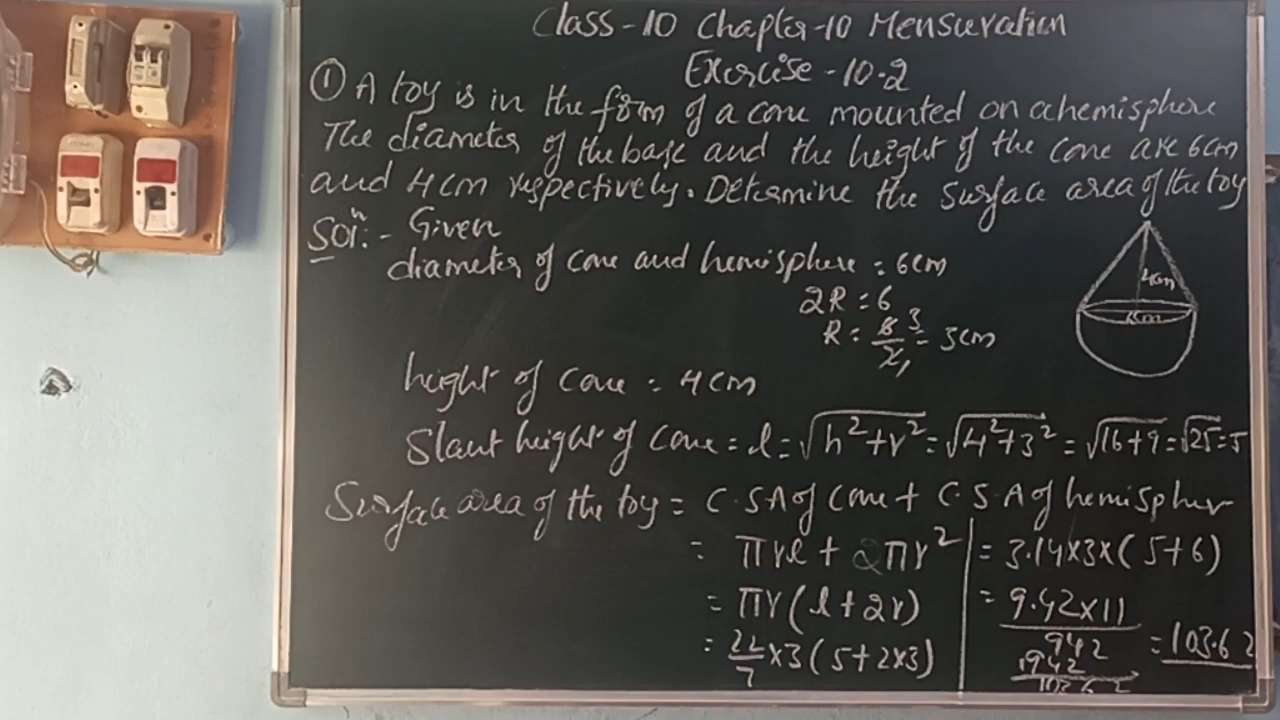 Class-10 Chapter-10 Mensuration
Exercise-10.2
① A toy is in the form of a cone mounted on a hemisphere
The diameter of the base and the height of the cone are 6cm
and 4cm respectively. Determine the surface area of the toy
Solⁿ:- Given
diameter of cone and hemisphere = 6cm
2R = 6
R = 6/2 = 3cm
4cm
6cm
height of cone = 4cm
Slant height of cone = l = √h²+r² = √4²+3² = √16+9 = √25 = 5
Surface area of the toy = C.S.A of cone + C.S.A of hemispher
= πrl + 2πr²
= πr(l+2r)
= 22/7 ×3(5+2×3)
= 3.14×3×(5+6)
= 9.42×11
942
942
103.62
= 103.62